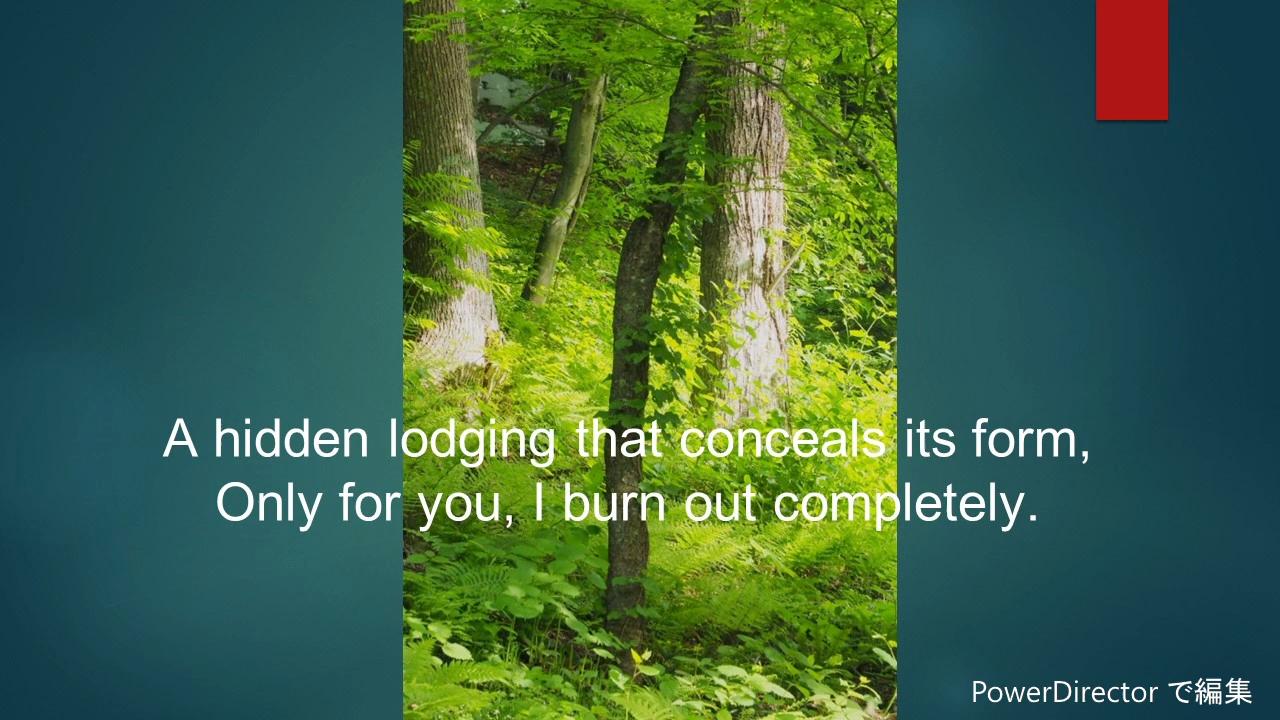 A hidden lodging that conceals its form,
Only for you, I burn out completely.
PowerDirector で編集